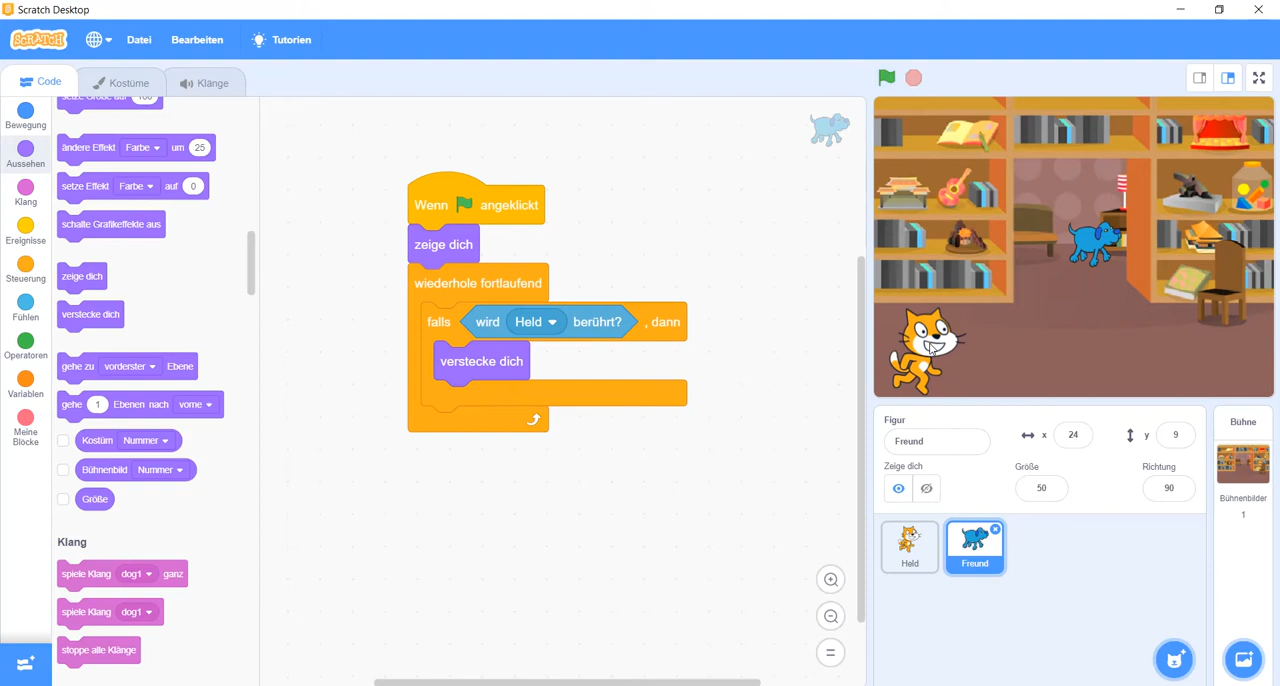 Scratch Desktop
SCRATCH Datei Bearbeiten Tutorien
Code Kostüme Klänge
Bewegung
Aussehen
Klang
Ereignisse
Steuerung
Fühlen
Operatoren
Variablen
Meine Blöcke
setze Größe auf 100
ändere Effekt Farbe um 25
setze Effekt Farbe auf 0
schalte Grafikeffekte aus
zeige dich
verstecke dich
gehe zu vorderster Ebene
gehe 1 Ebenen nach vorne
Kostüm Nummer
Bühnenbild Nummer
Größe
Klang
spiele Klang dog1 ganz
spiele Klang dog1
stoppe alle Klänge
Wenn angeklickt
zeige dich
wiederhole fortlaufend
falls wird Held berührt? , dann
verstecke dich
Figur
Freund x 24 y 9
Zeige dich Größe Richtung
50 90
Held Freund
Bühne
Bühnenbilder
1